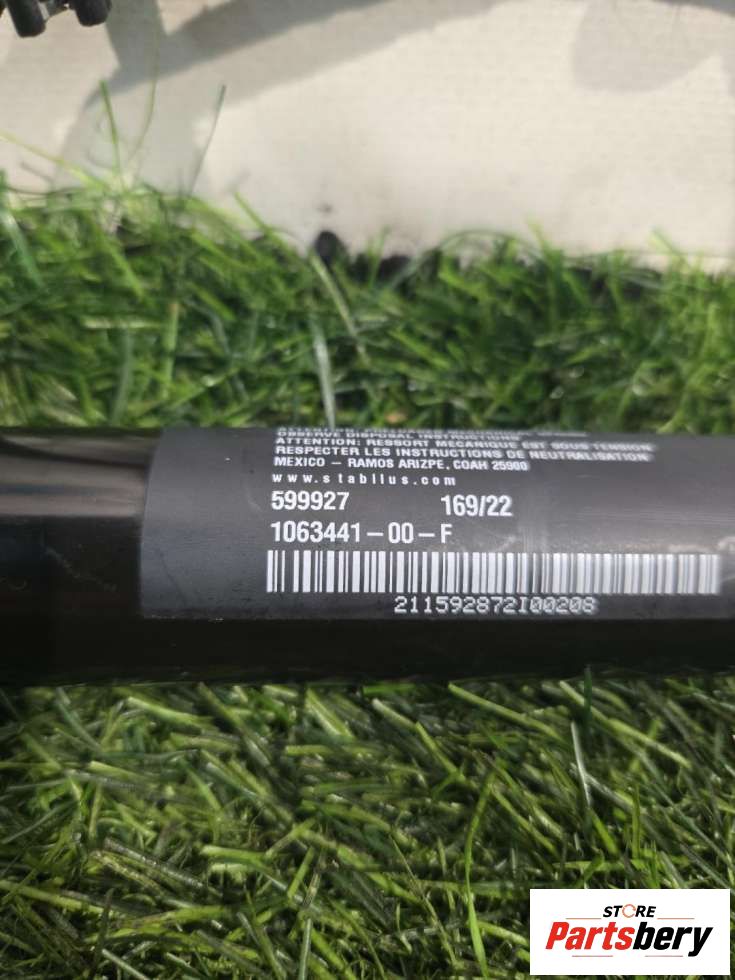 OBSERVE DISPOSAL INSTRUCTIONS
ATTENTION: RESSORT MECANIQUE EST SOUS TENSION
RESPECTER LES INSTRUCTIONS DE NEUTRALISATION
MEXICO – RAMOS ARIZPE, COAH 25900
www.stabilus.com
599927 169/22
1063441–00–F
211592872I00208
STORE
Partsbery